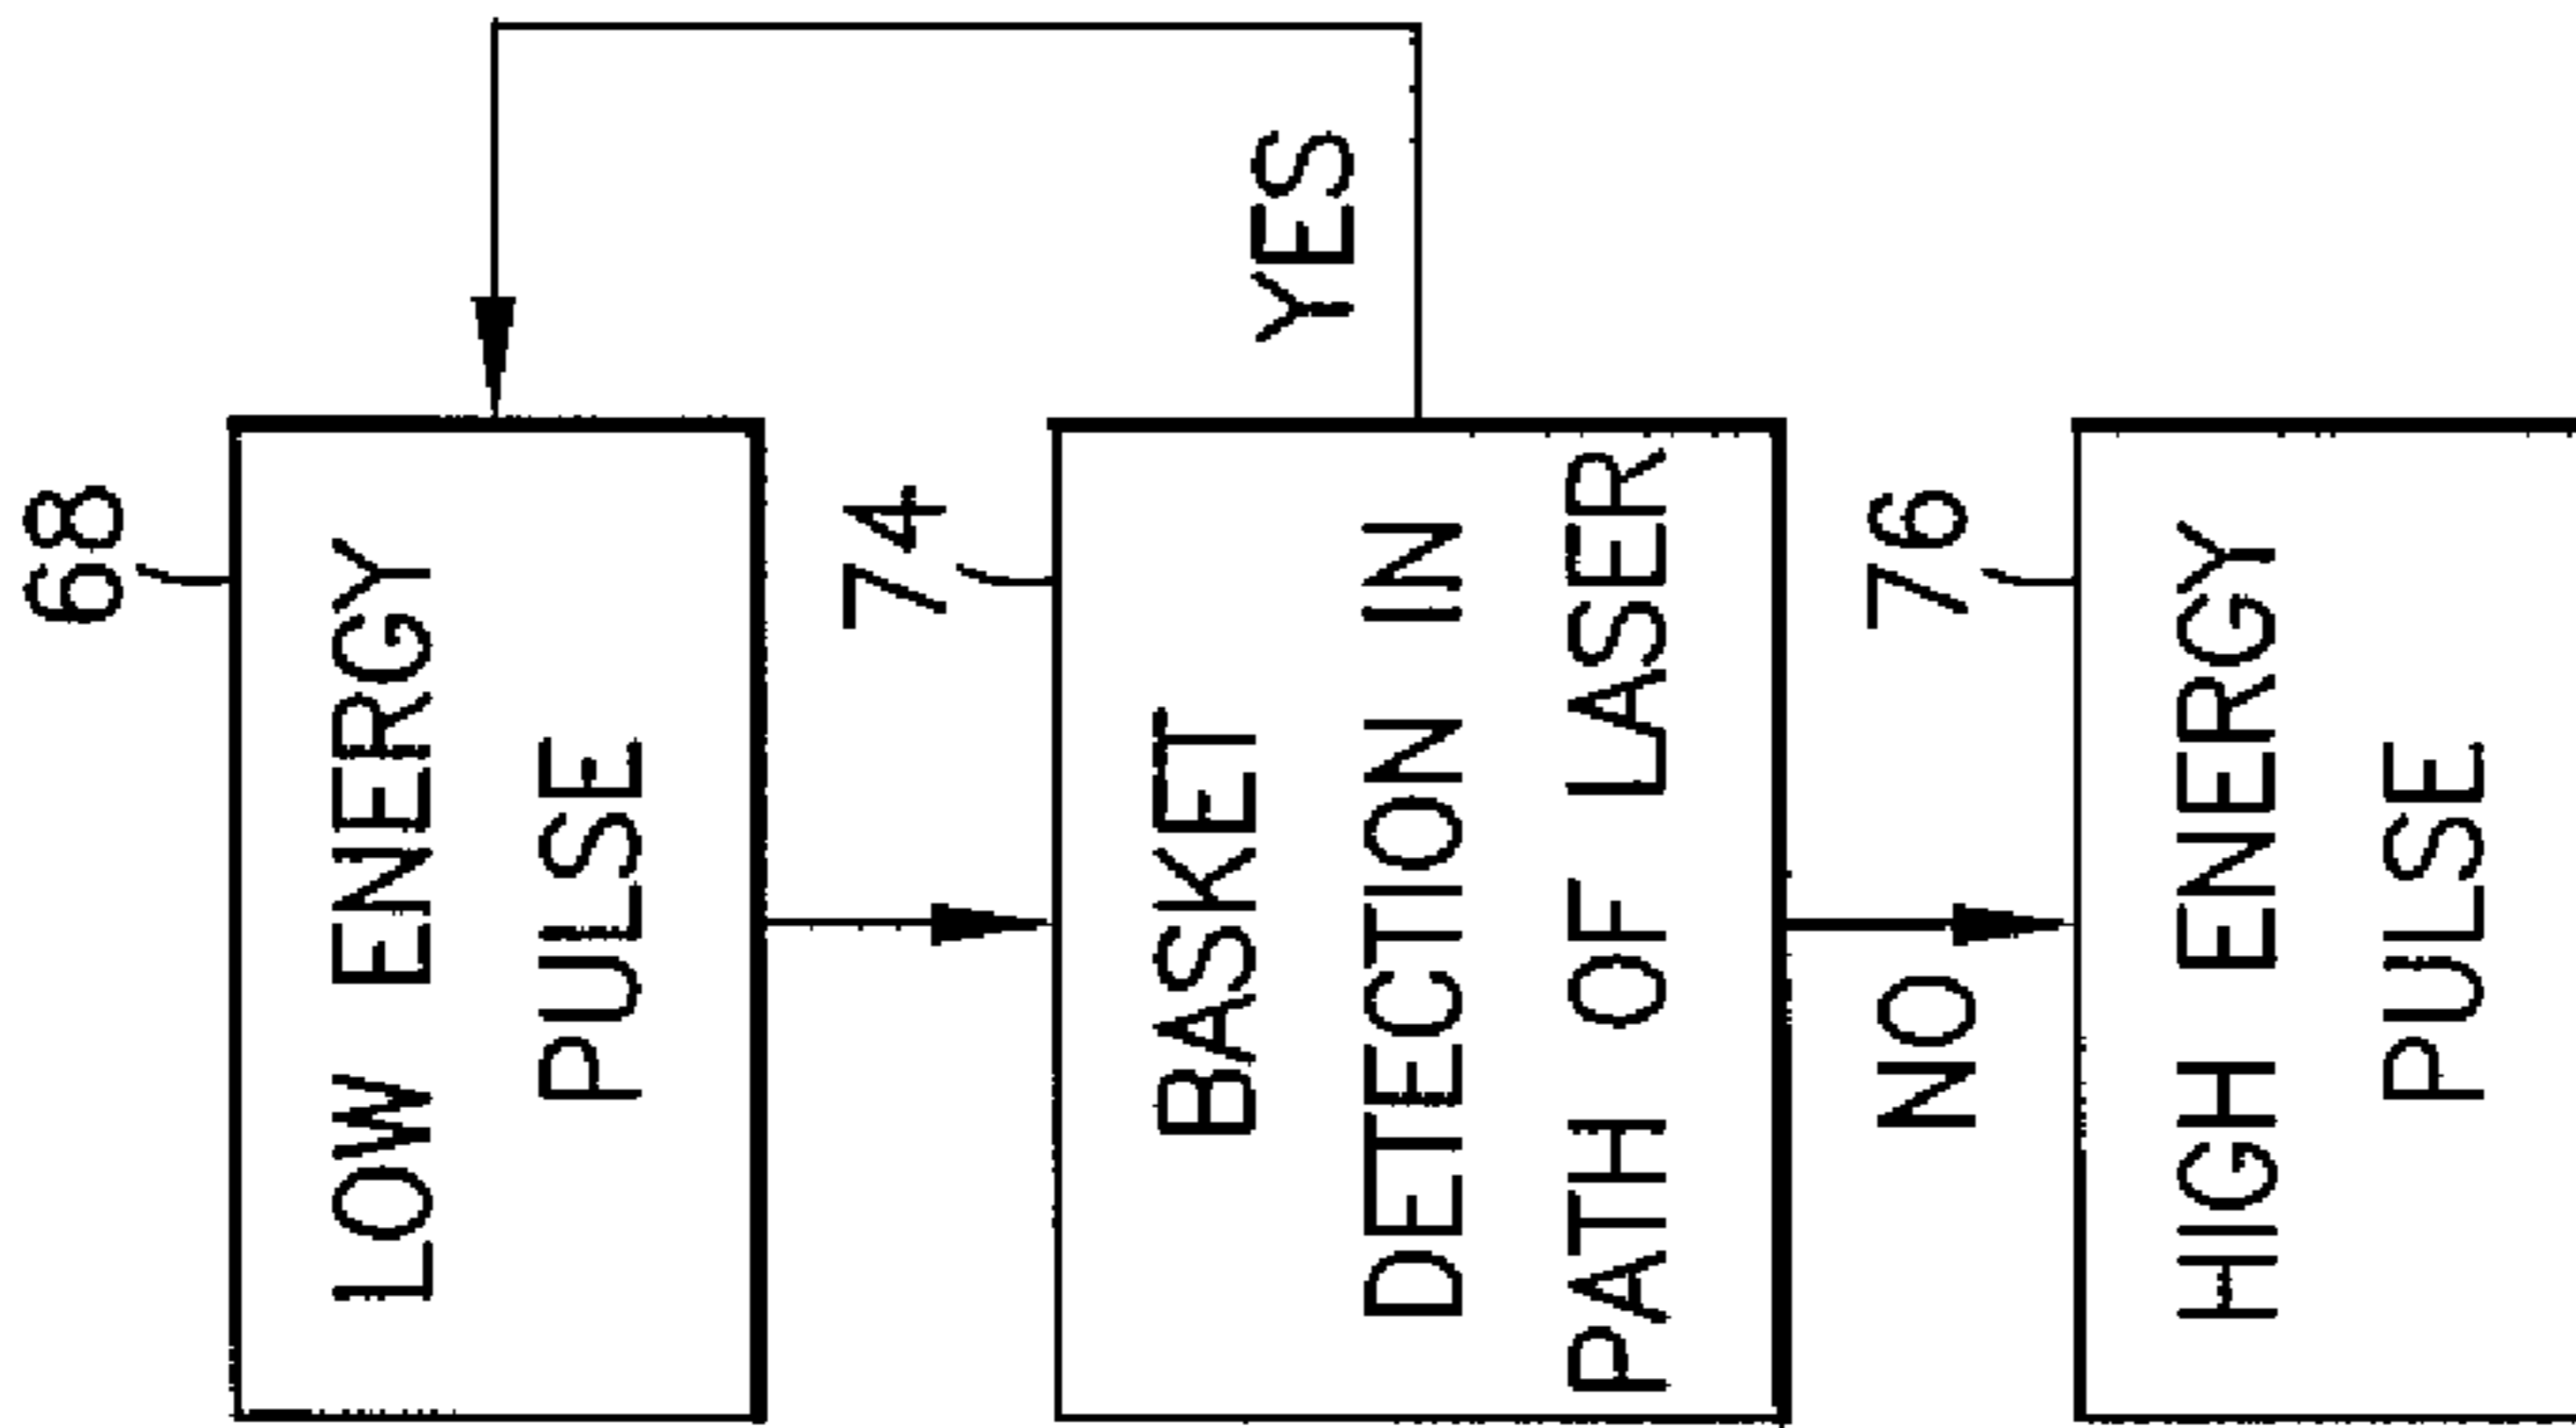 68
LOW ENERGY
PULSE
YES
74
BASKET
DETECTION IN
PATH OF LASER
NO
76
HIGH ENERGY
PULSE